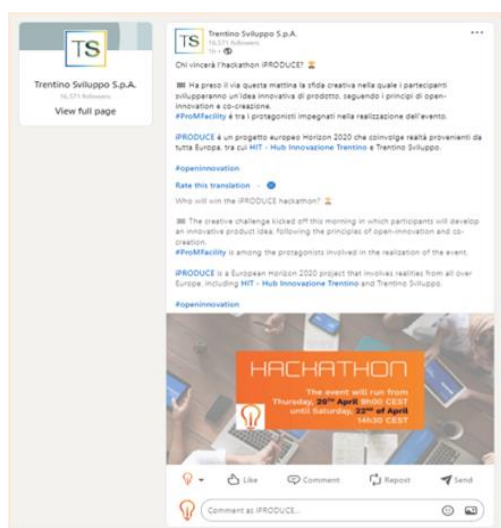 TS
Trentino Sviluppo S.p.A.
16,571 followers
View full page
TS
Trentino Sviluppo S.p.A.
16,571 followers
1h
Chi vincerà l'hackathon iPRODUCE?
Ha preso il via questa mattina la sfida creativa nella quale i partecipanti
svilupperanno un'idea innovativa di prodotto, seguendo i principi di open-
innovation e co-creazione.
#ProMFacility è tra i protagonisti impegnati nella realizzazione dell'evento.
iPRODUCE è un progetto europeo Horizon 2020 che coinvolge realtà provenienti da
tutta Europa, tra cui HIT - Hub Innovazione Trentino e Trentino Sviluppo.
#openinnovation
Rate this translation
Who will win the iPRODUCE hackathon?
The creative challenge kicked off this morning in which participants will develop
an innovative product idea, following the principles of open-innovation and co-
creation.
#ProMFacility is among the protagonists involved in the realization of the event.
iPRODUCE is a European Horizon 2020 project that involves realities from all over
Europe, including HIT - Hub Innovazione Trentino and Trentino Sviluppo.
#openinnovation
HACKATHON
The event will run from
Thursday, 20TH April 9h00 CEST
until Saturday, 22nd of April
14h30 CEST
Like Comment Repost Send
Comment as iPRODUCE...